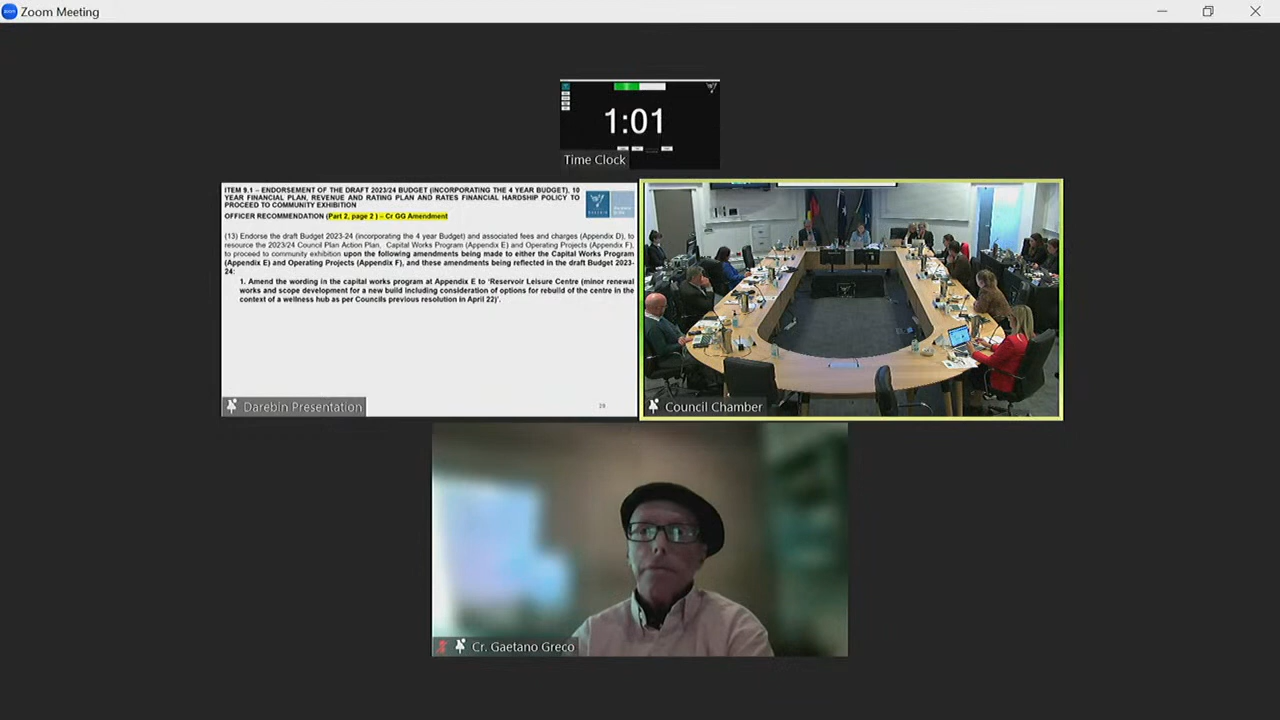 Zoom Meeting
1:01
Time Clock
ITEM 9.1 – ENDORSEMENT OF THE DRAFT 2023/24 BUDGET (INCORPORATING THE 4 YEAR BUDGET), 10
YEAR FINANCIAL PLAN, REVENUE AND RATING PLAN AND RATES FINANCIAL HARDSHIP POLICY TO
PROCEED TO COMMUNITY EXHIBITION
OFFICER RECOMMENDATION (Part 2, page 2 ) – Cr GG Amendment
(13) Endorse the draft Budget 2023-24 (incorporating the 4 year Budget) and associated fees and charges (Appendix D), to
resource the 2023/24 Council Plan Action Plan. Capital Works Program (Appendix E) and Operating Projects (Appendix F),
to proceed to community exhibition upon the following amendments being made to either the Capital Works Program
(Appendix E) and Operating Projects (Appendix F), and these amendments being reflected in the draft Budget 2023-
24:
1. Amend the wording in the capital works program at Appendix E to 'Reservoir Leisure Centre (minor renewal
works and scope development for a new build including consideration of options for rebuild of the centre in the
context of a wellness hub as per Councils previous resolution in April 22)'.
Darebin Presentation
Council Chamber
Cr. Gaetano Greco